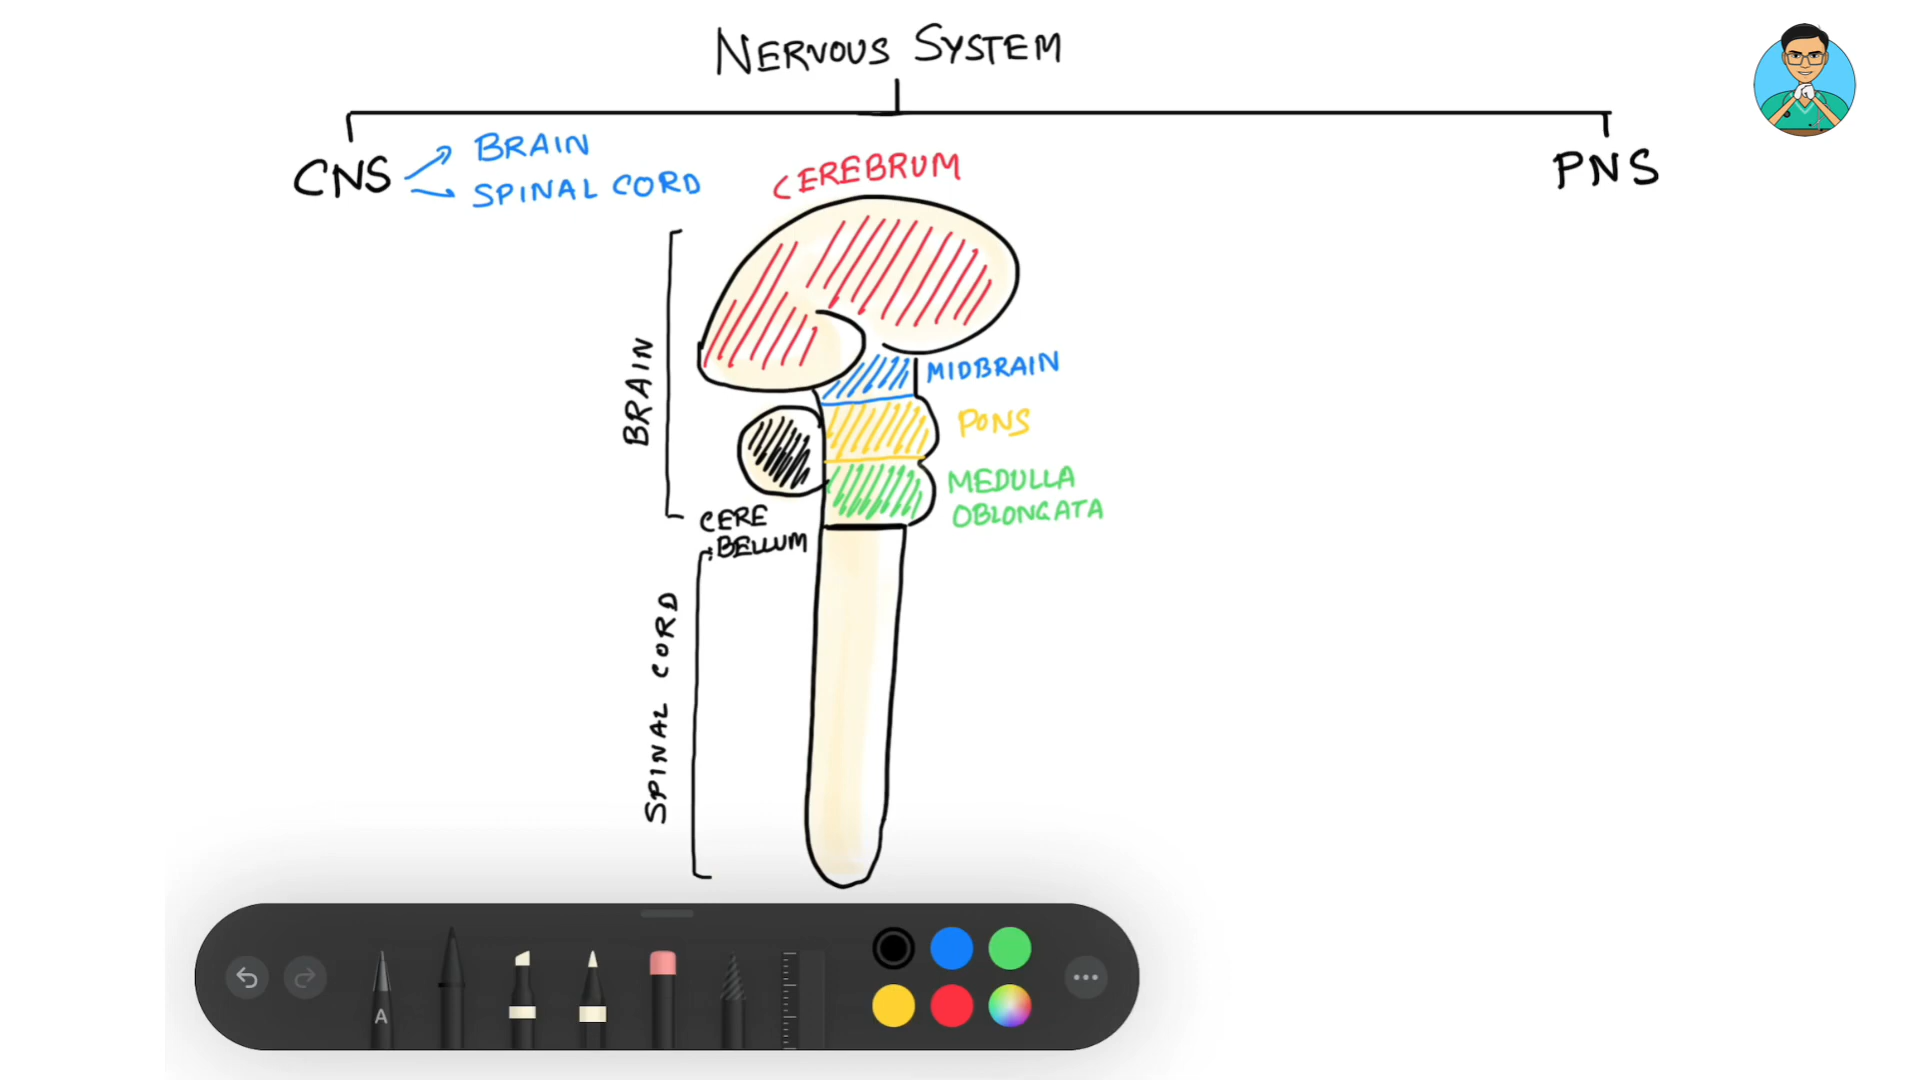 NERVOUS SYSTEM
CNS
BRAIN
SPINAL CORD
PNS
CEREBRUM
BRAIN
MIDBRAIN
PONS
MEDULLA
OBLONGATA
CERE
BELLUM
SPINAL CORD
A